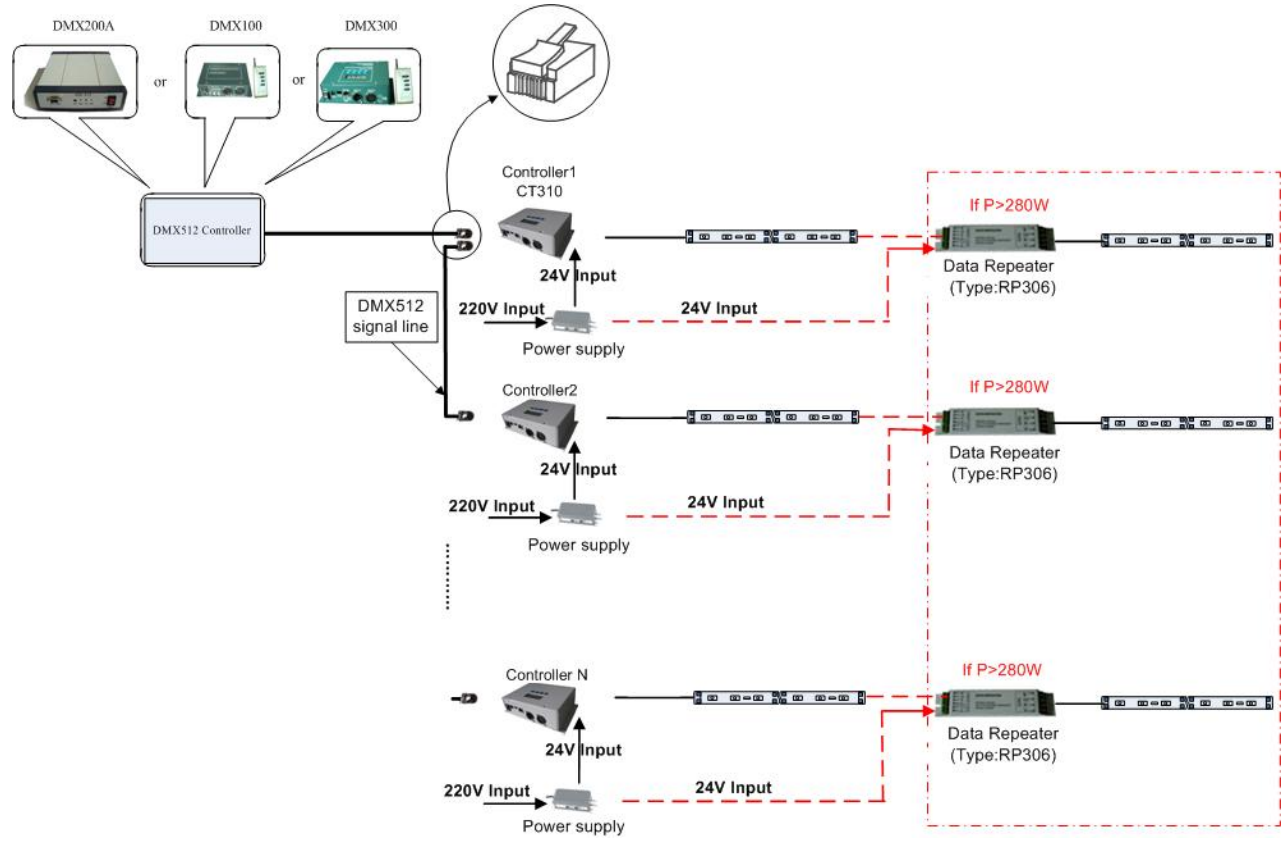 DMX200A
DMX100
DMX300
or
or
DMX512 Controller
DMX512
signal line
Controller1
CT310
24V Input
220V Input
Power supply
24V Input
If P>280W
Data Repeater
(Type:RP306)
Controller2
24V Input
220V Input
Power supply
24V Input
If P>280W
Data Repeater
(Type:RP306)
Controller N
24V Input
220V Input
Power supply
24V Input
If P>280W
Data Repeater
(Type:RP306)